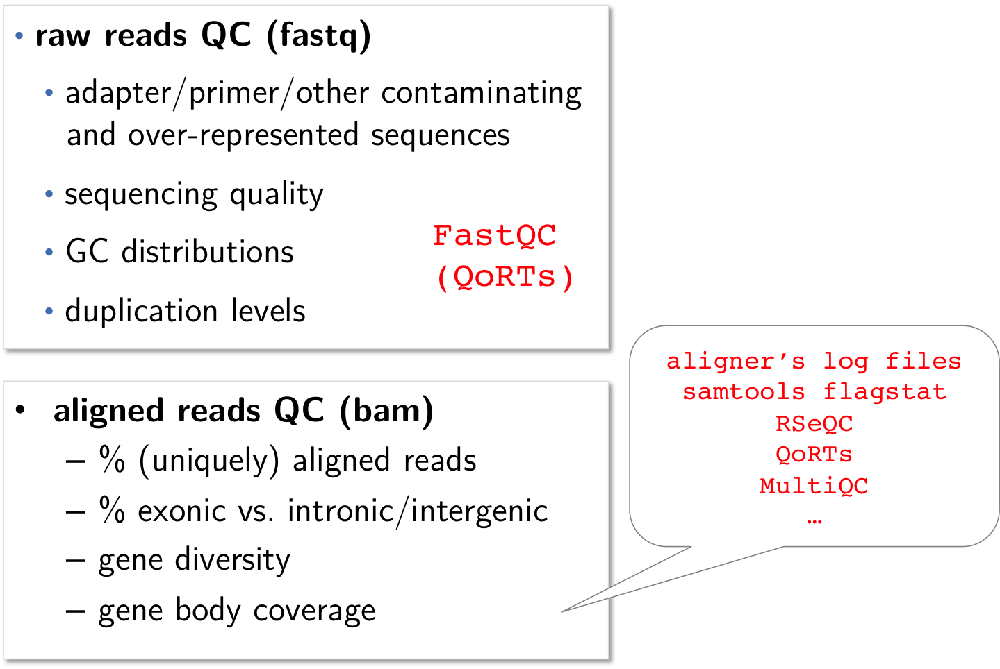 • raw reads QC (fastq)
• adapter/primer/other contaminating
and over-represented sequences
• sequencing quality
• GC distributions
• duplication levels
FastQC
(QoRTs)
• aligned reads QC (bam)
– % (uniquely) aligned reads
– % exonic vs. intronic/intergenic
– gene diversity
– gene body coverage
aligner’s log files
samtools flagstat
RSeQC
QoRTs
MultiQC
…